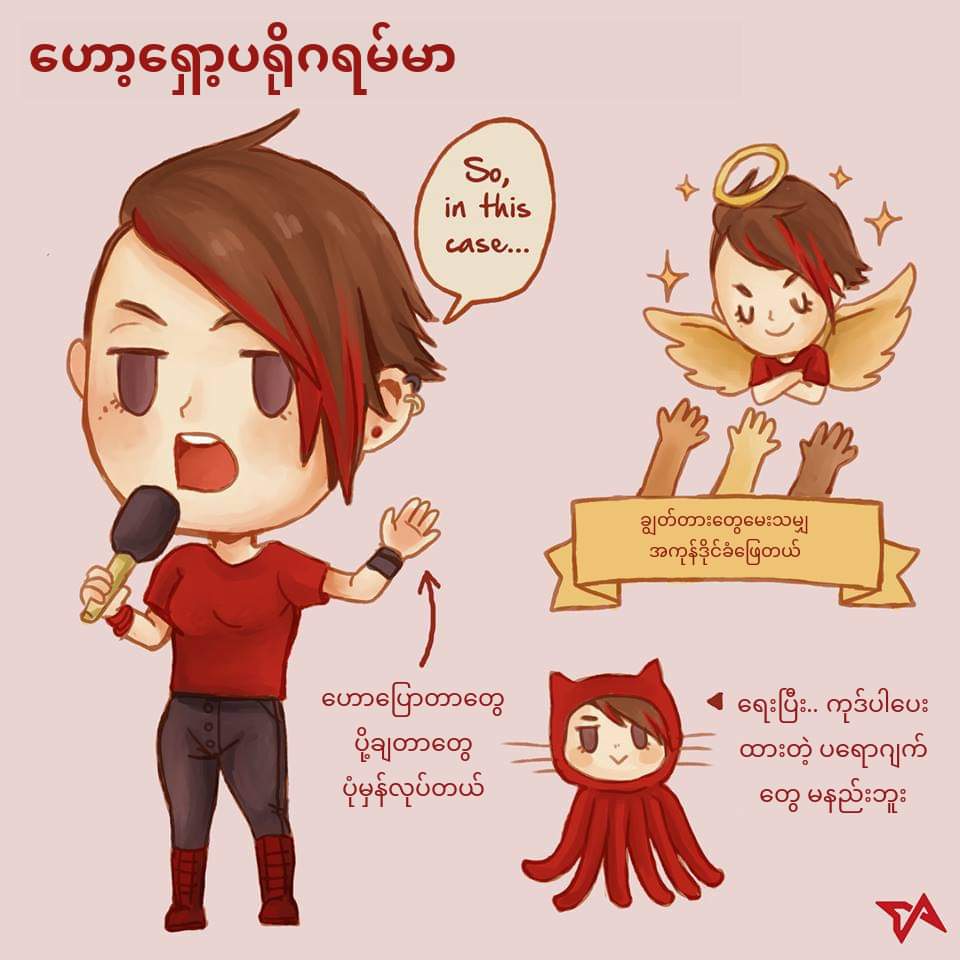 ဟော့ရှော့ပရိုဂရမ်မာ
So,
in this
case...
ချွတ်တားတွေမေးသမျှ
အကုန်ဒိုင်ခံဖြေတယ်
ဟောပြောတာတွေ
ပို့ချတာတွေ
ပုံမှန်လုပ်တယ်
ရေးပြီး.. ကုဒ်ပါပေး
ထားတဲ့ ပရောဂျက်
တွေ မနည်းဘူး